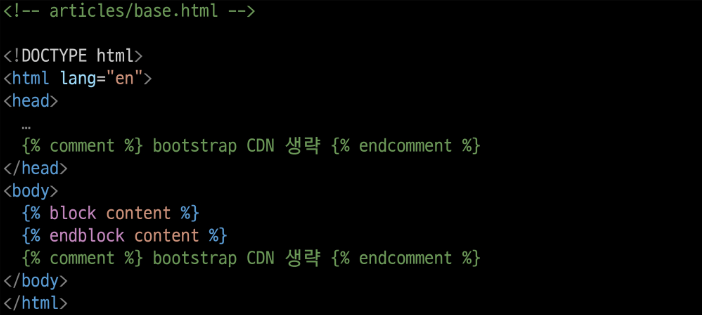 <!-- articles/base.html -->
<!DOCTYPE html>
<html lang="en">
<head>
…
{% comment %} bootstrap CDN 생략 {% endcomment %}
</head>
<body>
{% block content %}
{% endblock content %}
{% comment %} bootstrap CDN 생략 {% endcomment %}
</body>
</html>